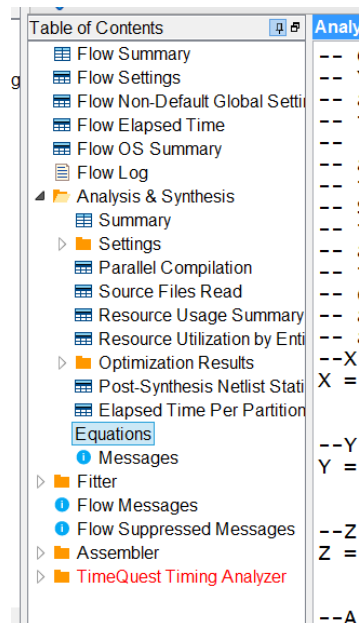 Table of Contents
Analy
Flow Summary
Flow Settings
g
Flow Non-Default Global Setti
Flow Elapsed Time
Flow OS Summary
Flow Log
Analysis & Synthesis
Summary
Settings
Parallel Compilation
Source Files Read
Resource Usage Summary
Resource Utilization by Enti
Optimization Results
Post-Synthesis Netlist Stati
Elapsed Time Per Partition
Equations
Messages
Fitter
Flow Messages
Flow Suppressed Messages
Assembler
TimeQuest Timing Analyzer
--X
X =
--Y
Y =
--Z
Z =
--A